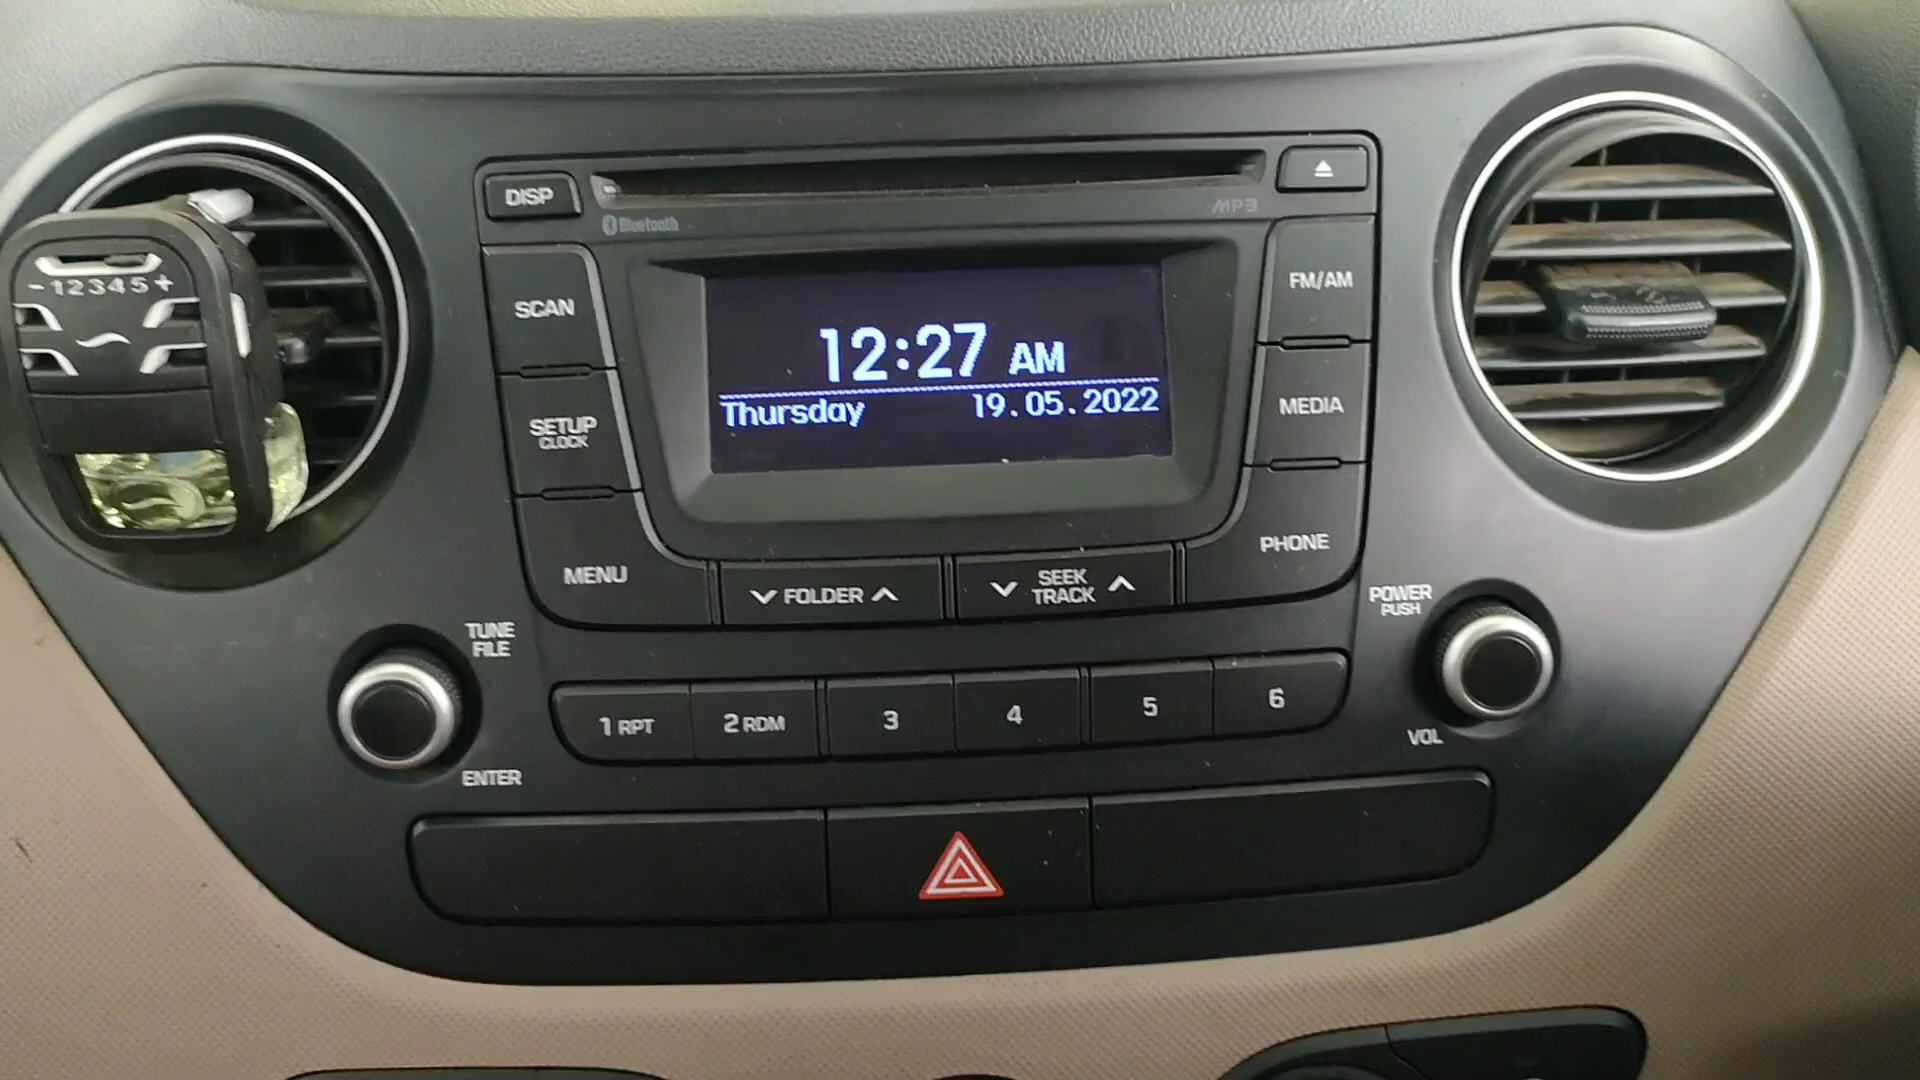 DISP
Bluetooth
MP3
- 1 2 3 4 5 +
SCAN
FM/AM
12:27 AM
Thursday 19.05.2022
SETUP
CLOCK
MEDIA
MENU
FOLDER
SEEK
TRACK
PHONE
TUNE
FILE
POWER
PUSH
1 RPT
2 RDM
3
4
5
6
VOL
ENTER